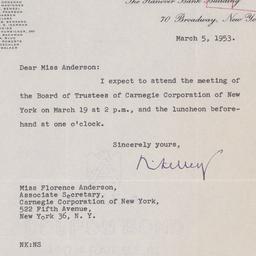 The Hanover Bank Building
70 Broadway, New Yo
March 5, 1953.
Dear Miss Anderson:
I expect to attend the meeting of
the Board of Trustees of Carnegie Corporation of New
York on March 19 at 2 p.m., and the luncheon before-
hand at one o'clock.
Sincerely yours,
Miss Florence Anderson,
Associate Secretary,
Carnegie Corporation of New York,
522 Fifth Avenue,
New York 36, N. Y.
NK:NS